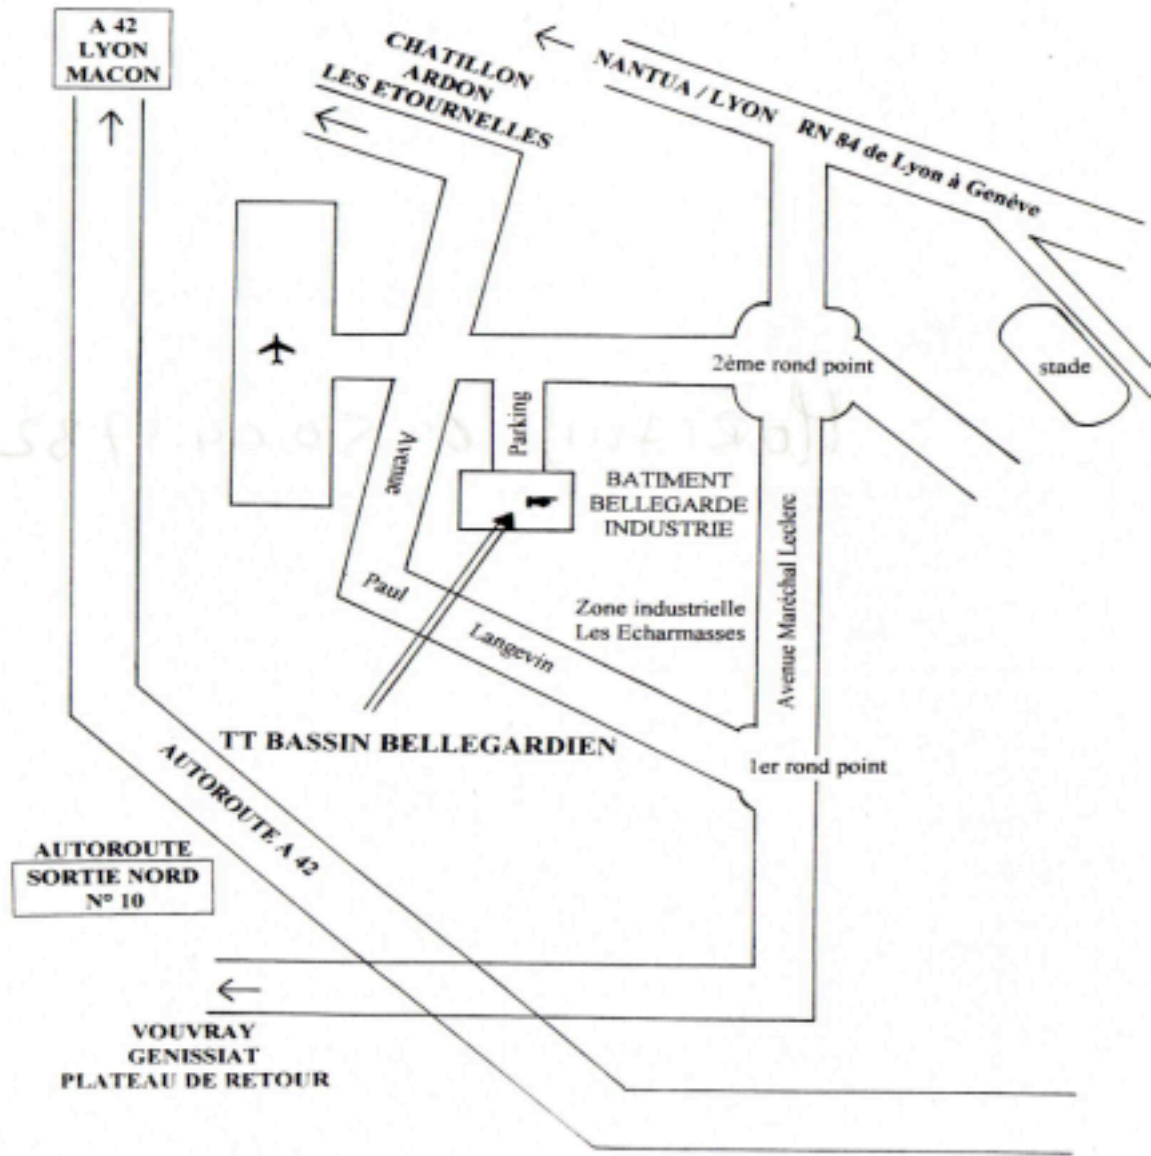 A 42
LYON
MACON
CHATILLON
ARDON
LES ETOURNELLES
NANTUA / LYON
RN 84 de Lyon à Genève
2ème rond point
stade
Parking
Avenue
BATIMENT
BELLEGARDE
INDUSTRIE
Avenue Maréchal Leclerc
Paul
Langevin
Zone industrielle
Les Echarmasses
TT BASSIN BELLEGARDIEN
1er rond point
AUTOROUTE A 42
AUTOROUTE
SORTIE NORD
N° 10
VOUVRAY
GENISSIAT
PLATEAU DE RETOUR